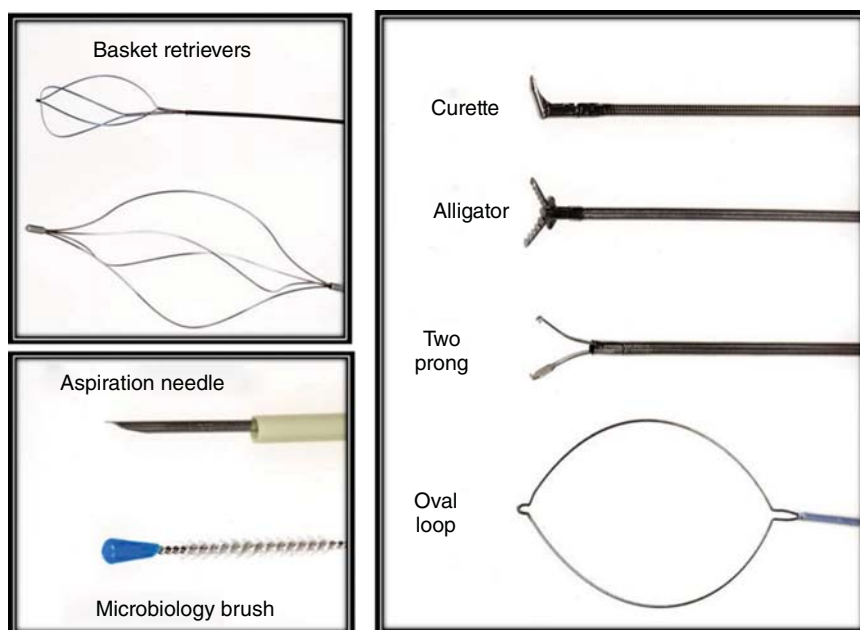 Basket retrievers
Aspiration needle
Microbiology brush
Curette
Alligator
Two
prong
Oval
loop